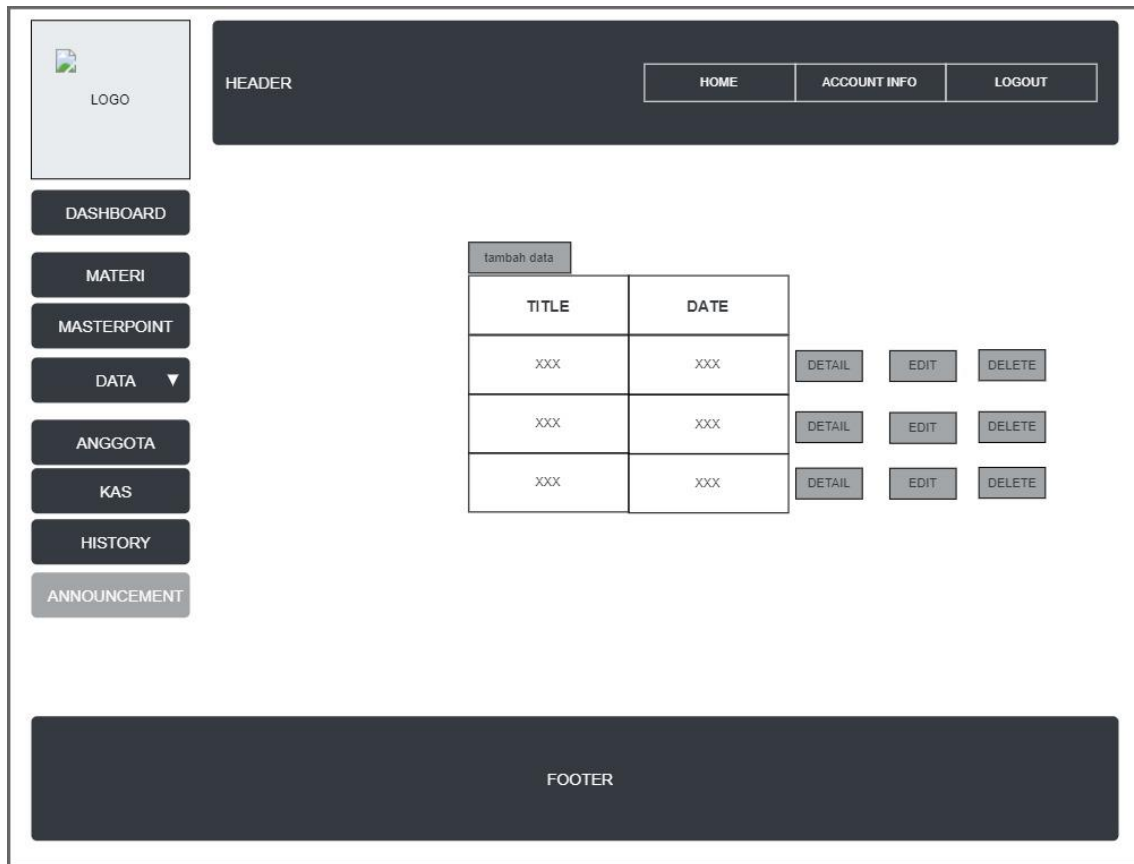 LOGO
HEADER
HOME
ACCOUNT INFO
LOGOUT
DASHBOARD
MATERI
MASTERPOINT
DATA ▼
ANGGOTA
KAS
HISTORY
ANNOUNCEMENT
tambah data
TITLE DATE
XXX XXX DETAIL EDIT DELETE
XXX XXX DETAIL EDIT DELETE
XXX XXX DETAIL EDIT DELETE
FOOTER